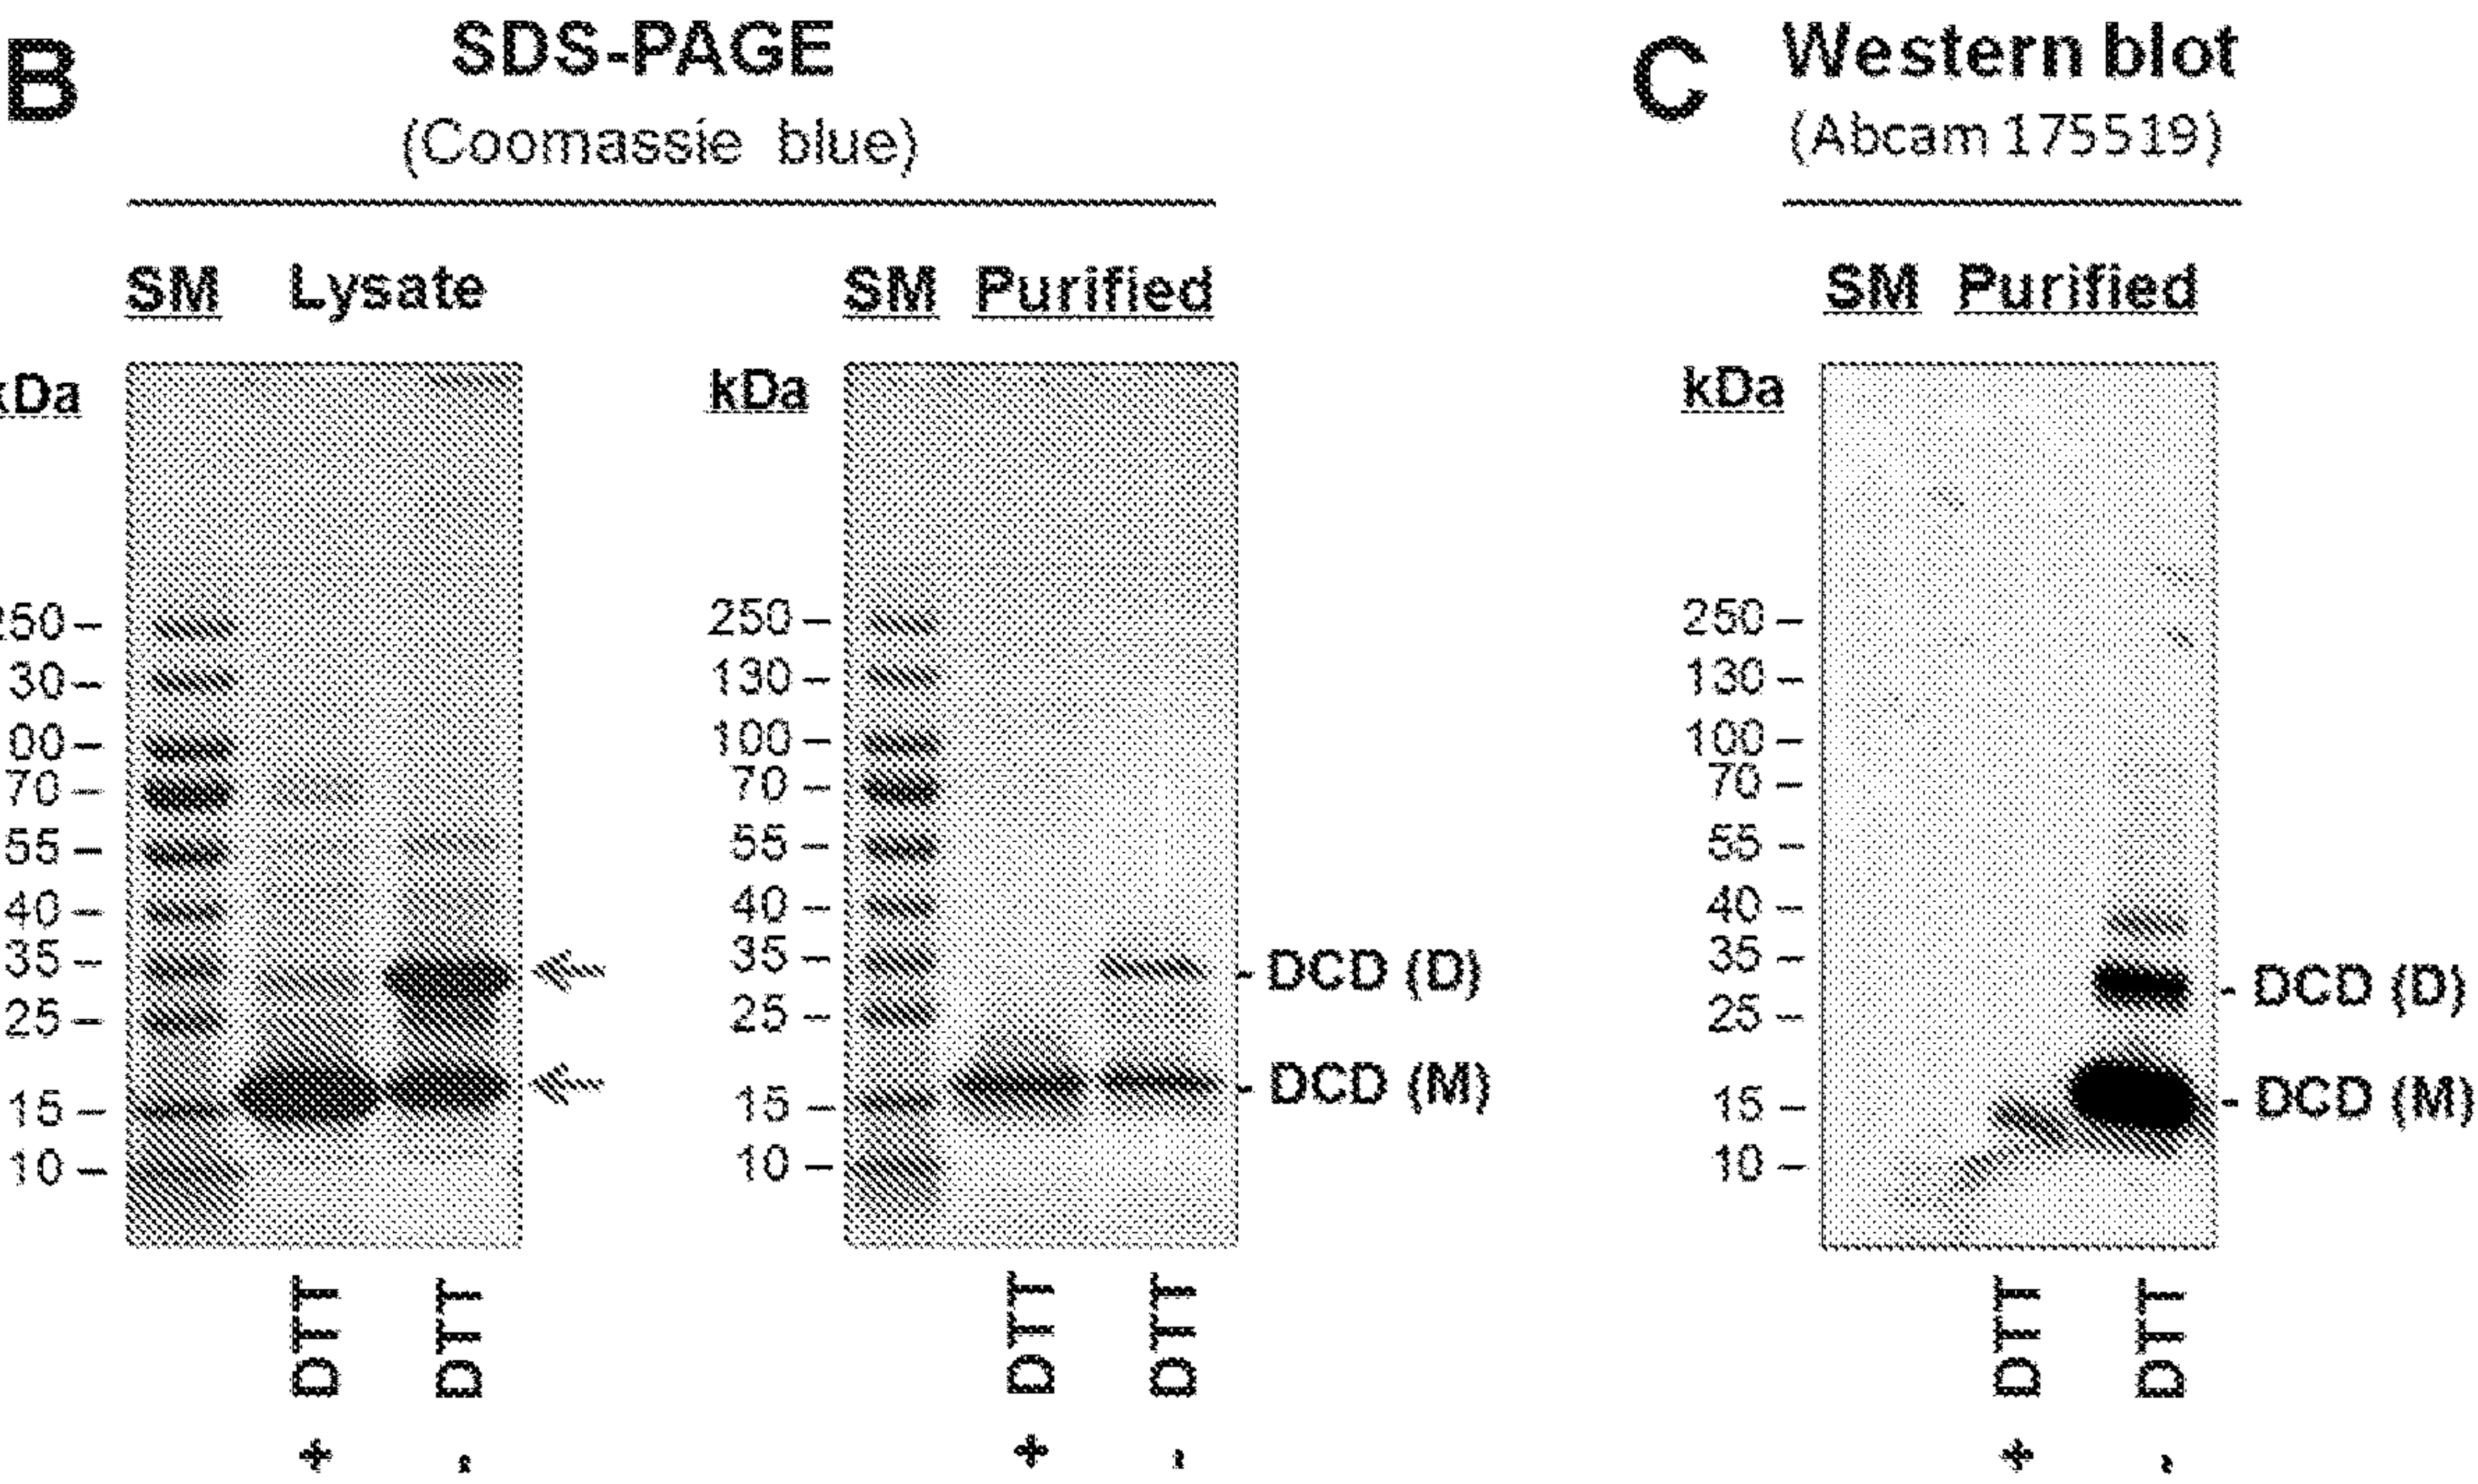 B
SDS-PAGE
(Coomassie blue)
SM Lysate
kDa
250
30
00
70
55
40
35
25
15
10
+ DTT
- DTT
SM Purified
kDa
250
130
100
70
55
40
35
25
15
10
DCD (D)
DCD (M)
+ DTT
- DTT
C
Western blot
(Abcam 175519)
SM Purified
kDa
250
130
100
70
55
40
35
25
15
10
DCD (D)
DCD (M)
+ DTT
- DTT